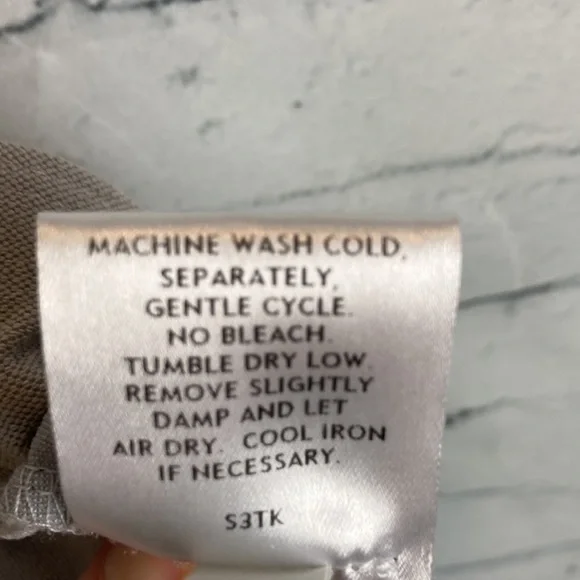 MACHINE WASH COLD,
SEPARATELY,
GENTLE CYCLE.
NO BLEACH.
TUMBLE DRY LOW.
REMOVE SLIGHTLY
DAMP AND LET
AIR DRY. COOL IRON
IF NECESSARY.
S3TK